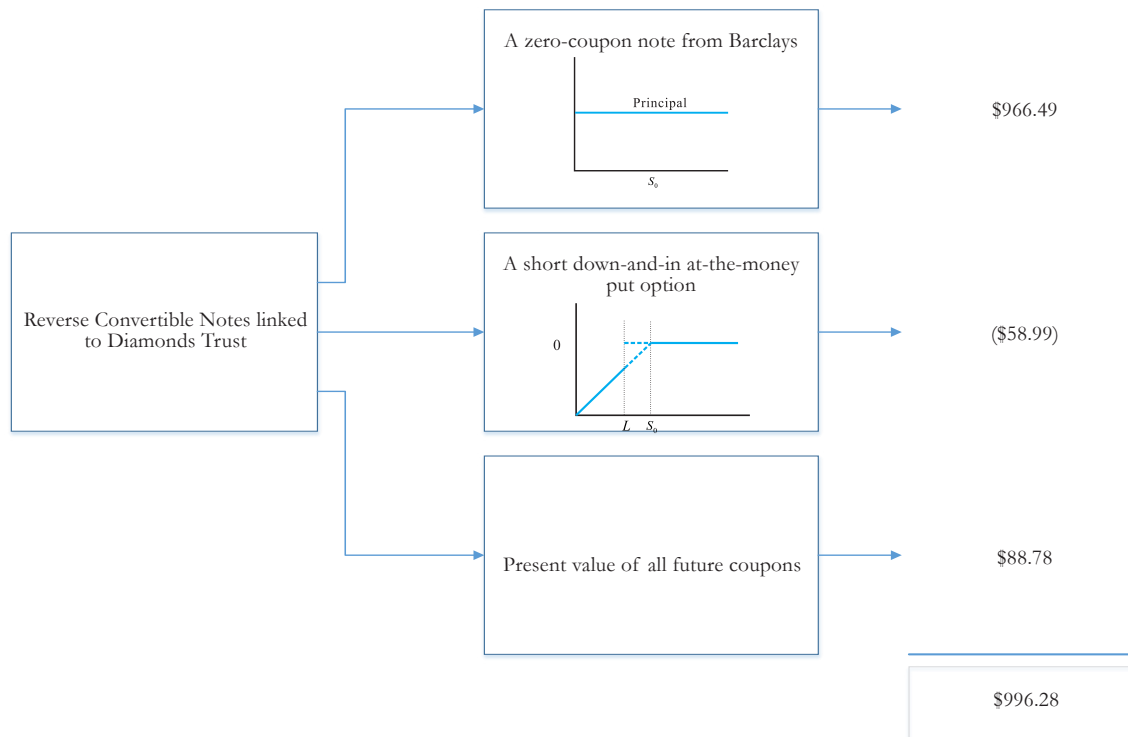 A zero-coupon note from Barclays
Principal
S₀
$966.49
Reverse Convertible Notes linked
to Diamonds Trust
A short down-and-in at-the-money
put option
0
L S₀
($58.99)
Present value of all future coupons
$88.78
$996.28